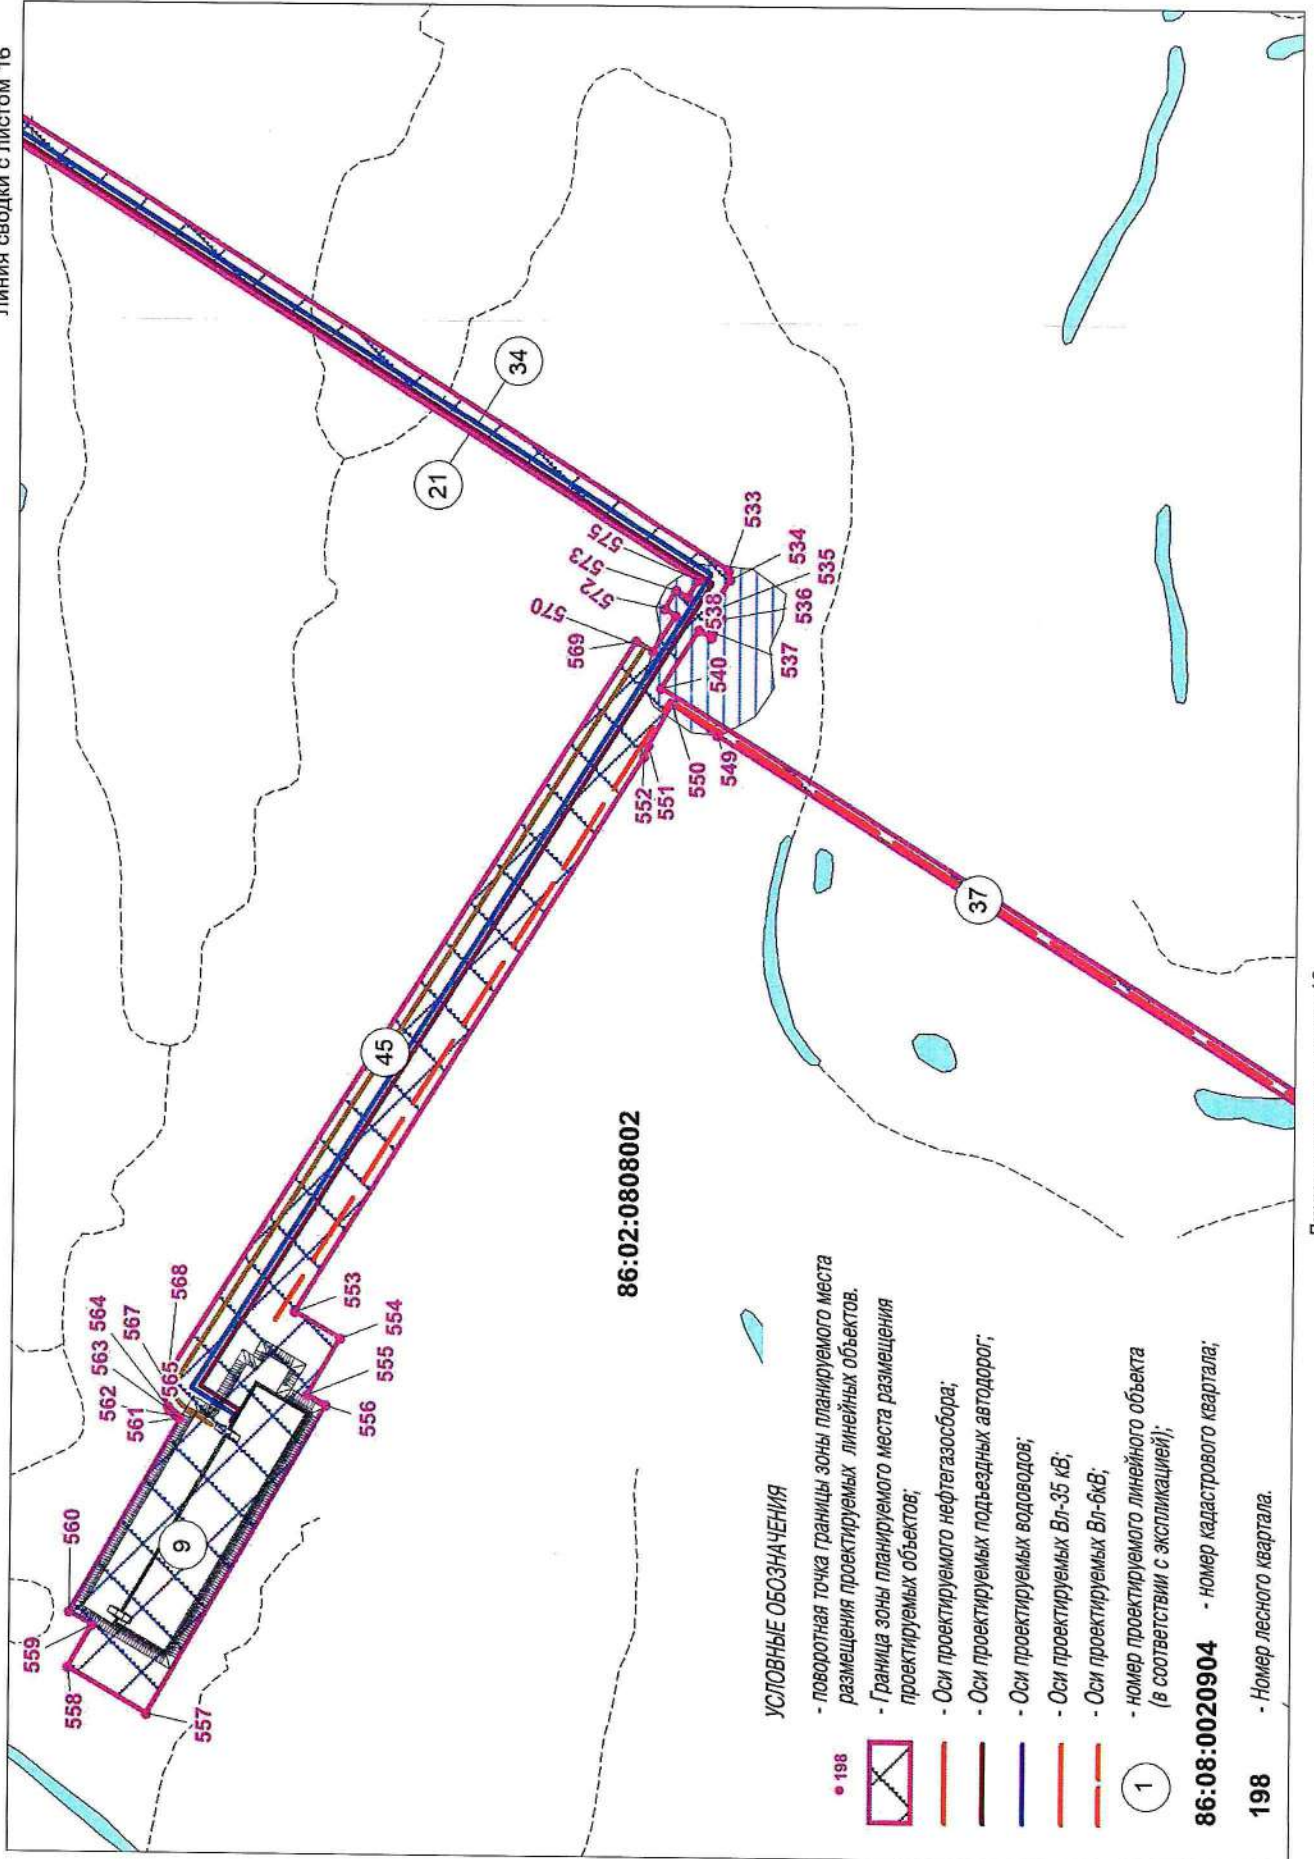 Линия сводки с листом 16
34
21
533
534
535
536
537
538
540
575
573
572
570
569
549
550
551
552
37
45
86:02:0808002
553
554
555
556
568
567
564
563
565
562
561
560
9
559
558
557
УСЛОВНЫЕ ОБОЗНАЧЕНИЯ
198 - поворотная точка границы зоны планируемого места
размещения проектируемых линейных объектов.
- Граница зоны планируемого места размещения
проектируемых объектов;
- Оси проектируемого нефтегазосбора;
- Оси проектируемых подъездных автодорог;
- Оси проектируемых водоводов;
- Оси проектируемых Вл-35 кВ;
- Оси проектируемых Вл-6кВ;
1 - номер проектируемого линейного объекта
(в соответствии с экспликацией);
86:08:0020904 - номер кадастрового квартала;
198 - Номер лесного квартала.